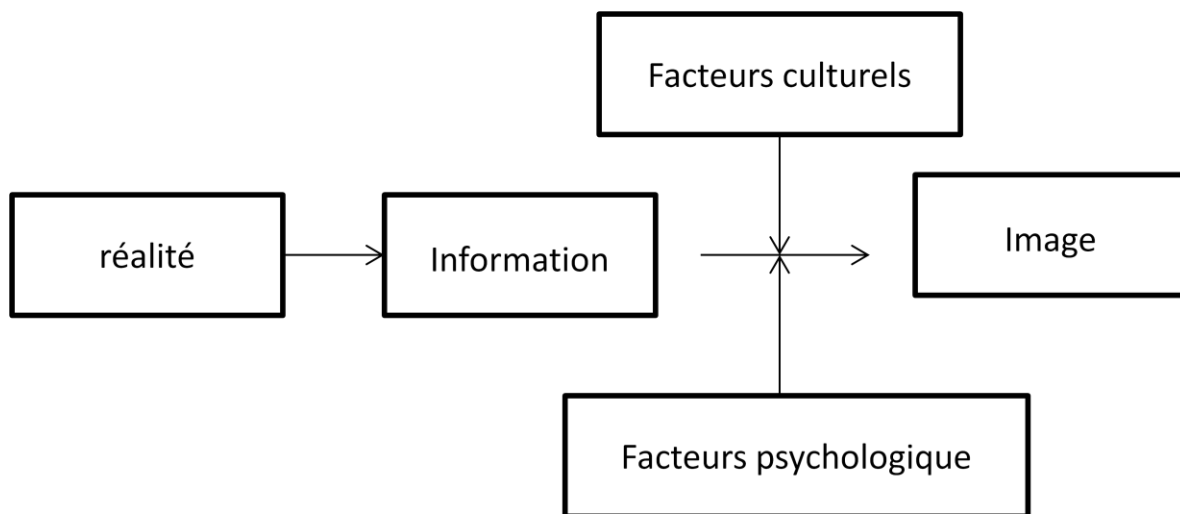 Facteurs culturels
réalité
Information
Image
Facteurs psychologique